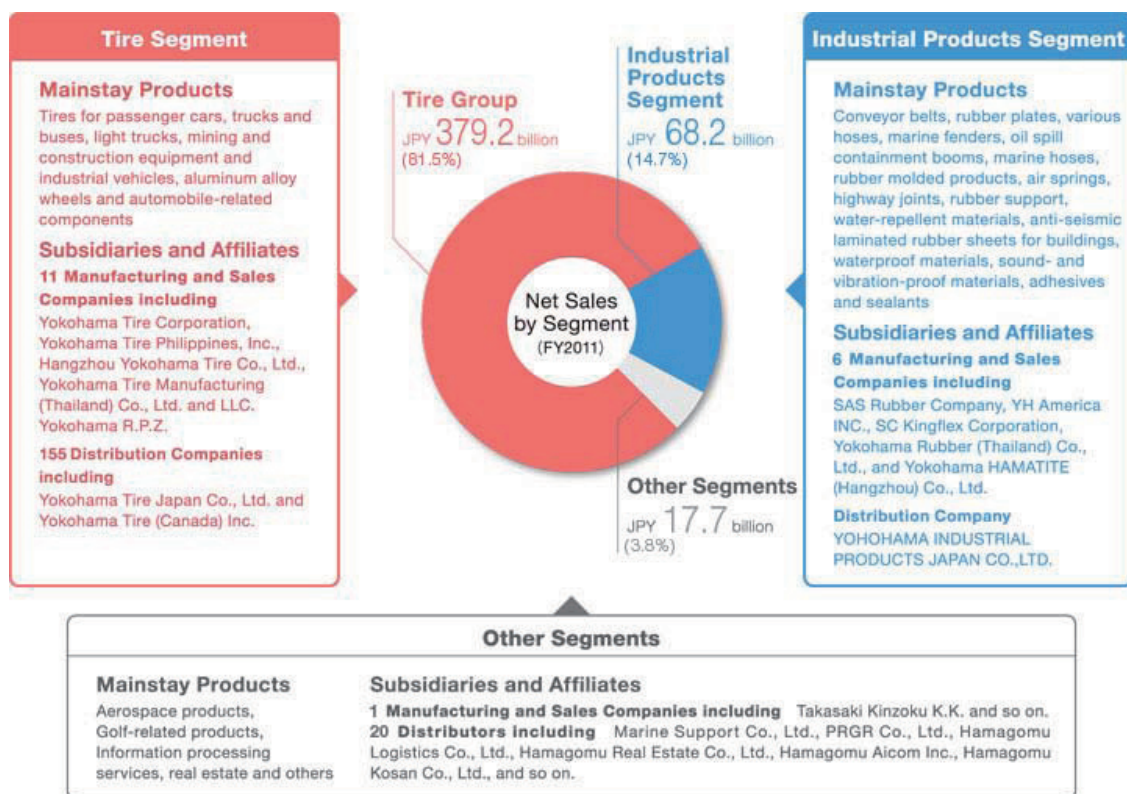 Tire Segment
Mainstay Products
Tires for passenger cars, trucks and
buses, light trucks, mining and
construction equipment and
industrial vehicles, aluminum alloy
wheels and automobile-related
components
Subsidiaries and Affiliates
11 Manufacturing and Sales
Companies including
Yokohama Tire Corporation,
Yokohama Tire Philippines, Inc.,
Hangzhou Yokohama Tire Co., Ltd.,
Yokohama Tire Manufacturing
(Thailand) Co., Ltd. and LLC.
Yokohama R.P.Z.
155 Distribution Companies
including
Yokohama Tire Japan Co., Ltd. and
Yokohama Tire (Canada) Inc.
Tire Group
JPY 379.2 billion
(81.5%)
Industrial
Products
Segment
JPY 68.2 billion
(14.7%)
Net Sales
by Segment
(FY2011)
Other Segments
JPY 17.7 billion
(3.8%)
Industrial Products Segment
Mainstay Products
Conveyor belts, rubber plates, various
hoses, marine fenders, oil spill
containment booms, marine hoses,
rubber molded products, air springs,
highway joints, rubber support,
water-repellent materials, anti-seismic
laminated rubber sheets for buildings,
waterproof materials, sound- and
vibration-proof materials, adhesives
and sealants
Subsidiaries and Affiliates
6 Manufacturing and Sales
Companies including
SAS Rubber Company, YH America
INC., SC Kingflex Corporation,
Yokohama Rubber (Thailand) Co.,
Ltd., and Yokohama HAMATITE
(Hangzhou) Co., Ltd.
Distribution Company
YOHOHAMA INDUSTRIAL
PRODUCTS JAPAN CO.,LTD.
Other Segments
Mainstay Products
Aerospace products,
Golf-related products,
Information processing
services, real estate and others
Subsidiaries and Affiliates
1 Manufacturing and Sales Companies including Takasaki Kinzoku K.K. and so on.
20 Distributors including Marine Support Co., Ltd., PRGR Co., Ltd., Hamagomu
Logistics Co., Ltd., Hamagomu Real Estate Co., Ltd., Hamagomu Aicom Inc., Hamagomu
Kosan Co., Ltd., and so on.